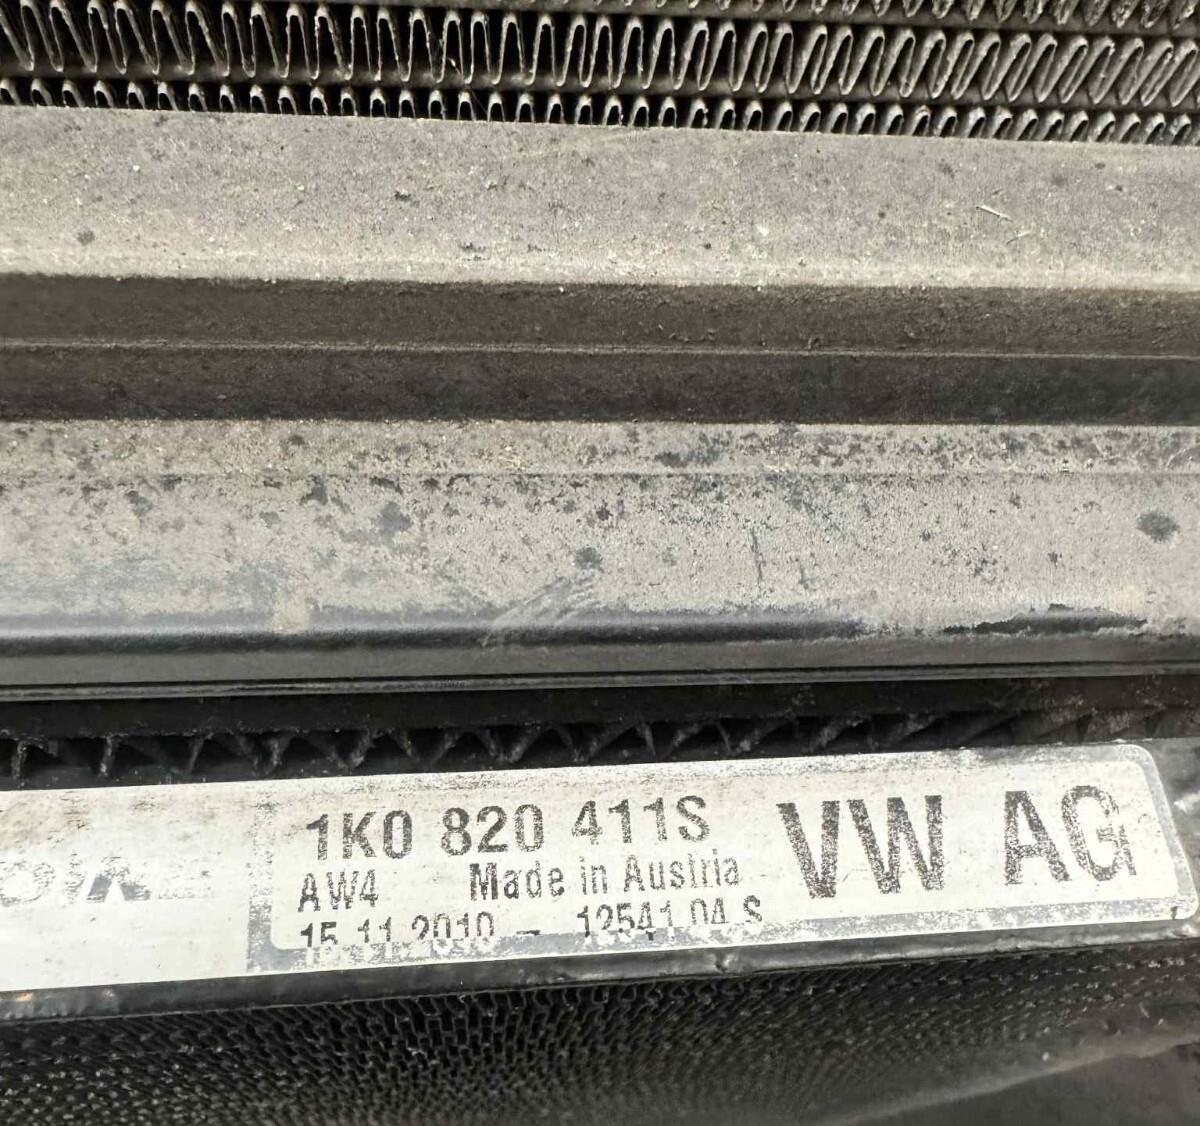 1K0 820 411S
VW AG
AW4 Made in Austria
15.11.2010 - 12541 04 S